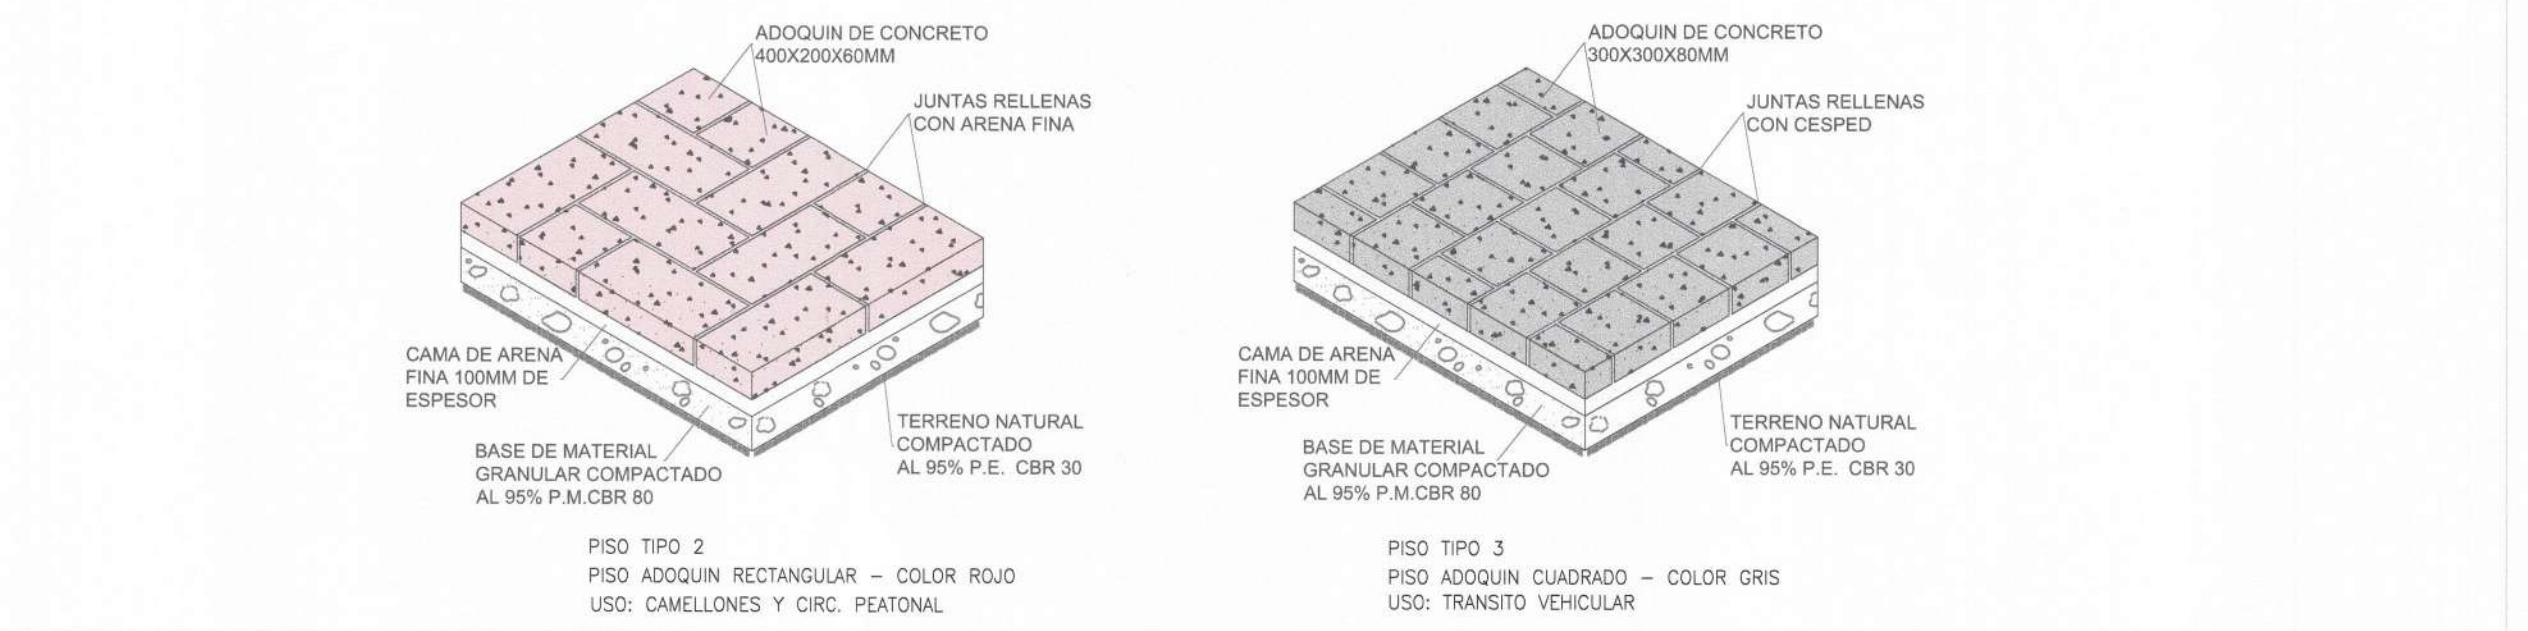 ADOQUIN DE CONCRETO
400X200X60MM
JUNTAS RELLENAS
CON ARENA FINA
CAMA DE ARENA
FINA 100MM DE
ESPESOR
BASE DE MATERIAL
GRANULAR COMPACTADO
AL 95% P.M.CBR 80
TERRENO NATURAL
COMPACTADO
AL 95% P.E. CBR 30
PISO TIPO 2
PISO ADOQUIN RECTANGULAR – COLOR ROJO
USO: CAMELLONES Y CIRC. PEATONAL
ADOQUIN DE CONCRETO
300X300X80MM
JUNTAS RELLENAS
CON CESPED
CAMA DE ARENA
FINA 100MM DE
ESPESOR
BASE DE MATERIAL
GRANULAR COMPACTADO
AL 95% P.M.CBR 80
TERRENO NATURAL
COMPACTADO
AL 95% P.E. CBR 30
PISO TIPO 3
PISO ADOQUIN CUADRADO – COLOR GRIS
USO: TRANSITO VEHICULAR